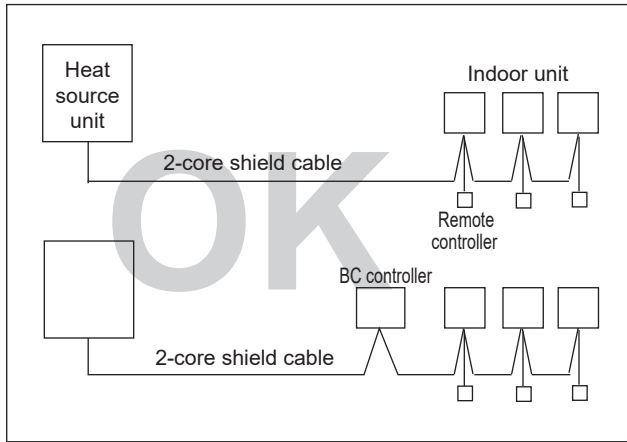 Heat
source
unit
Indoor unit
2-core shield cable
Remote
controller
OK
BC controller
2-core shield cable